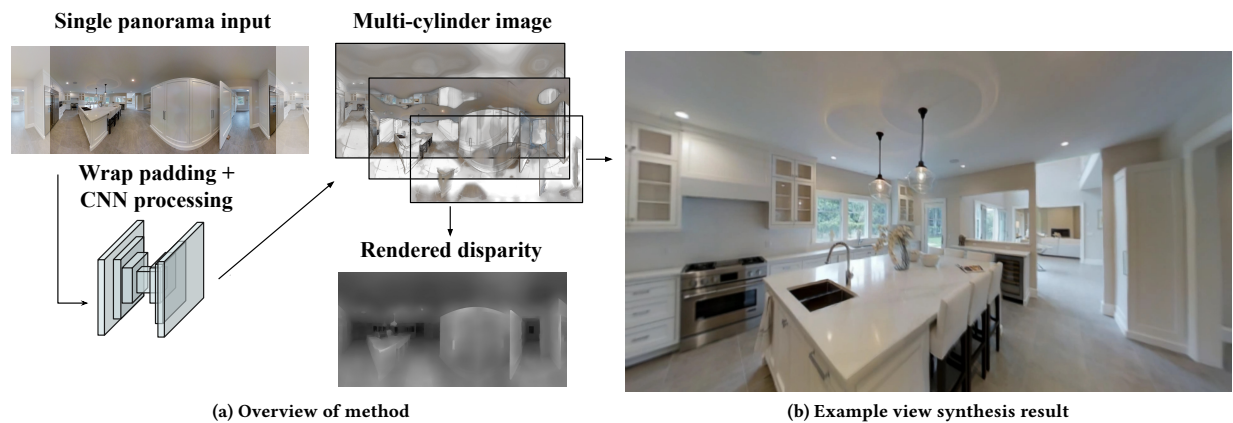 Single panorama input
Multi-cylinder image
Wrap padding +
CNN processing
Rendered disparity
(a) Overview of method
(b) Example view synthesis result